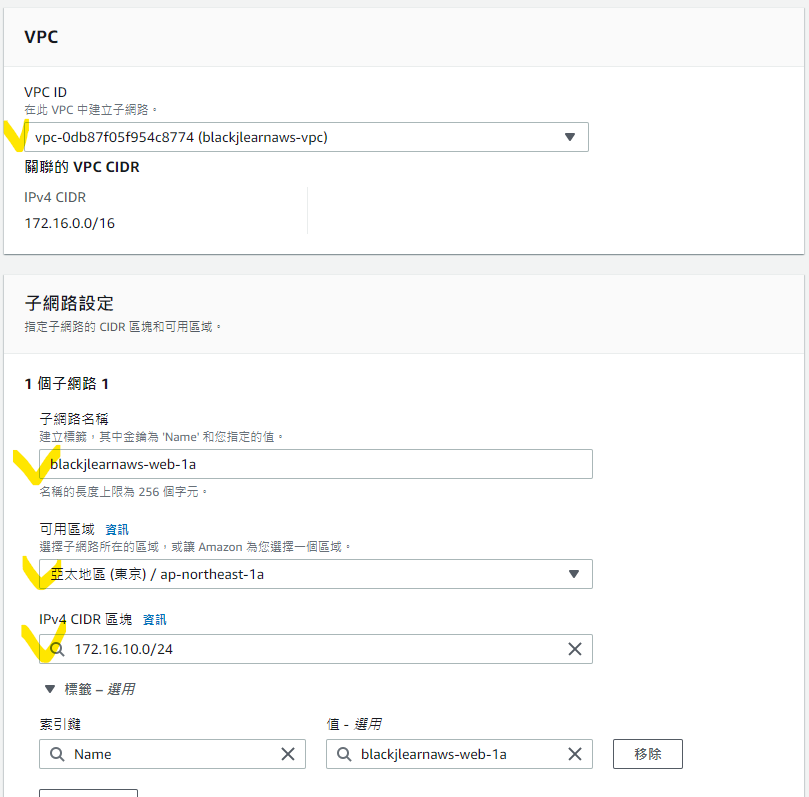 VPC
VPC ID
在此 VPC 中建立子網路。
vpc-0db87f05f954c8774 (blackjlearnaws-vpc)
關聯的 VPC CIDR
IPv4 CIDR
172.16.0.0/16
子網路設定
指定子網路的 CIDR 區塊和可用區域。
1 個子網路 1
子網路名稱
建立標籤，其中金鑰為 'Name' 和您指定的值。
blackjlearnaws-web-1a
名稱的長度上限為 256 個字元。
可用區域 資訊
選擇子網路所在的區域，或讓 Amazon 為您選擇一個區域。
亞太地區 (東京) / ap-northeast-1a
IPv4 CIDR 區塊 資訊
172.16.10.0/24
標籤 – 選用
索引鍵 值 - 選用
Name blackjlearnaws-web-1a 移除